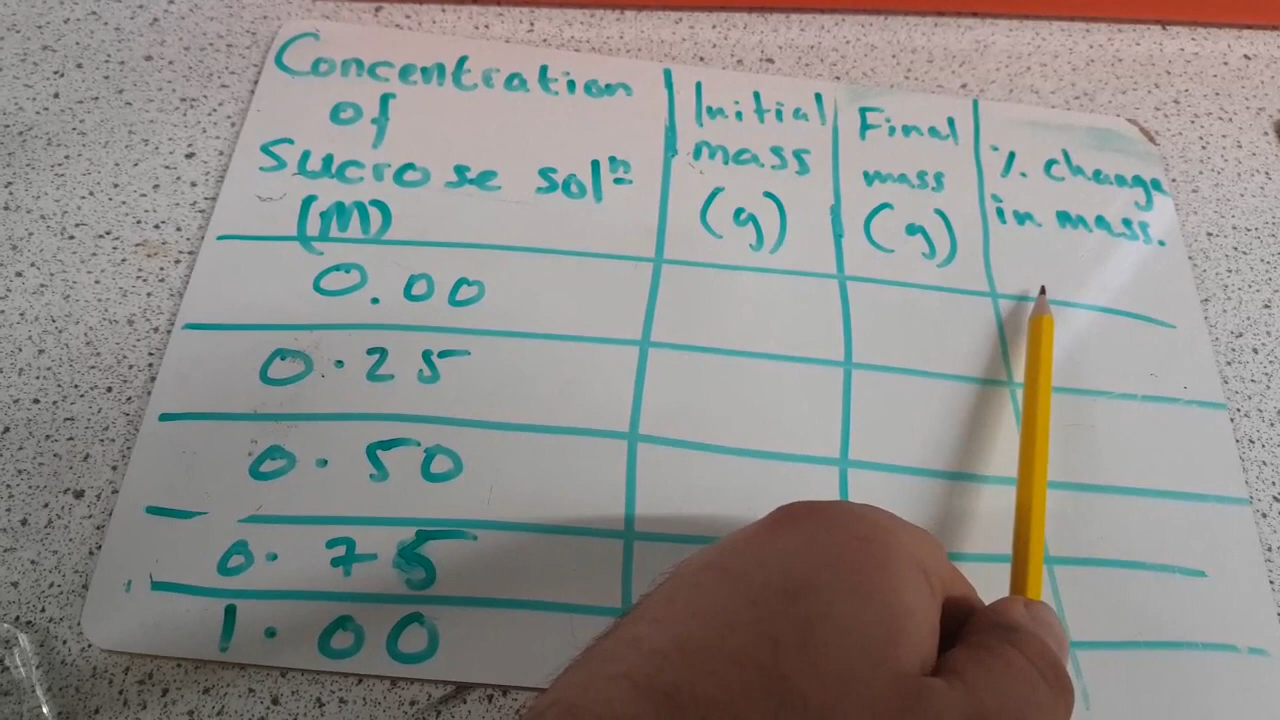 Concentration
of
Sucrose solⁿ
(M)
Initial
mass
(g)
Final
mass
(g)
% change
in mass.
0.00
0.25
0.50
0.75
1.00